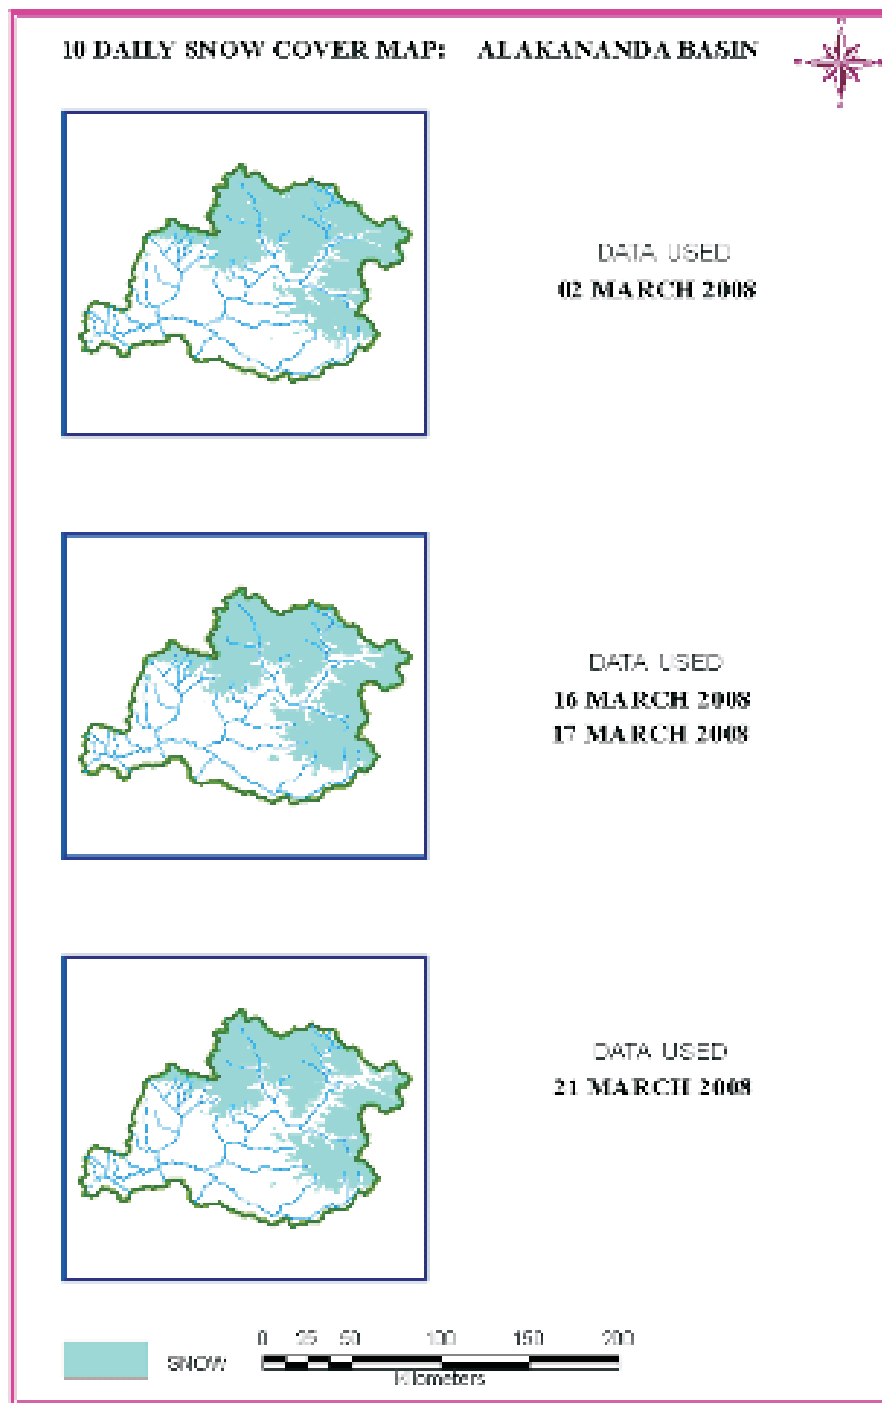 10 DAILY SNOW COVER MAP: ALAKANANDA BASIN
DATA USED
02 MARCH 2008
DATA USED
16 MARCH 2008
17 MARCH 2008
DATA USED
21 MARCH 2008
0 25 50 100 150 200
SNOW
Kilometers